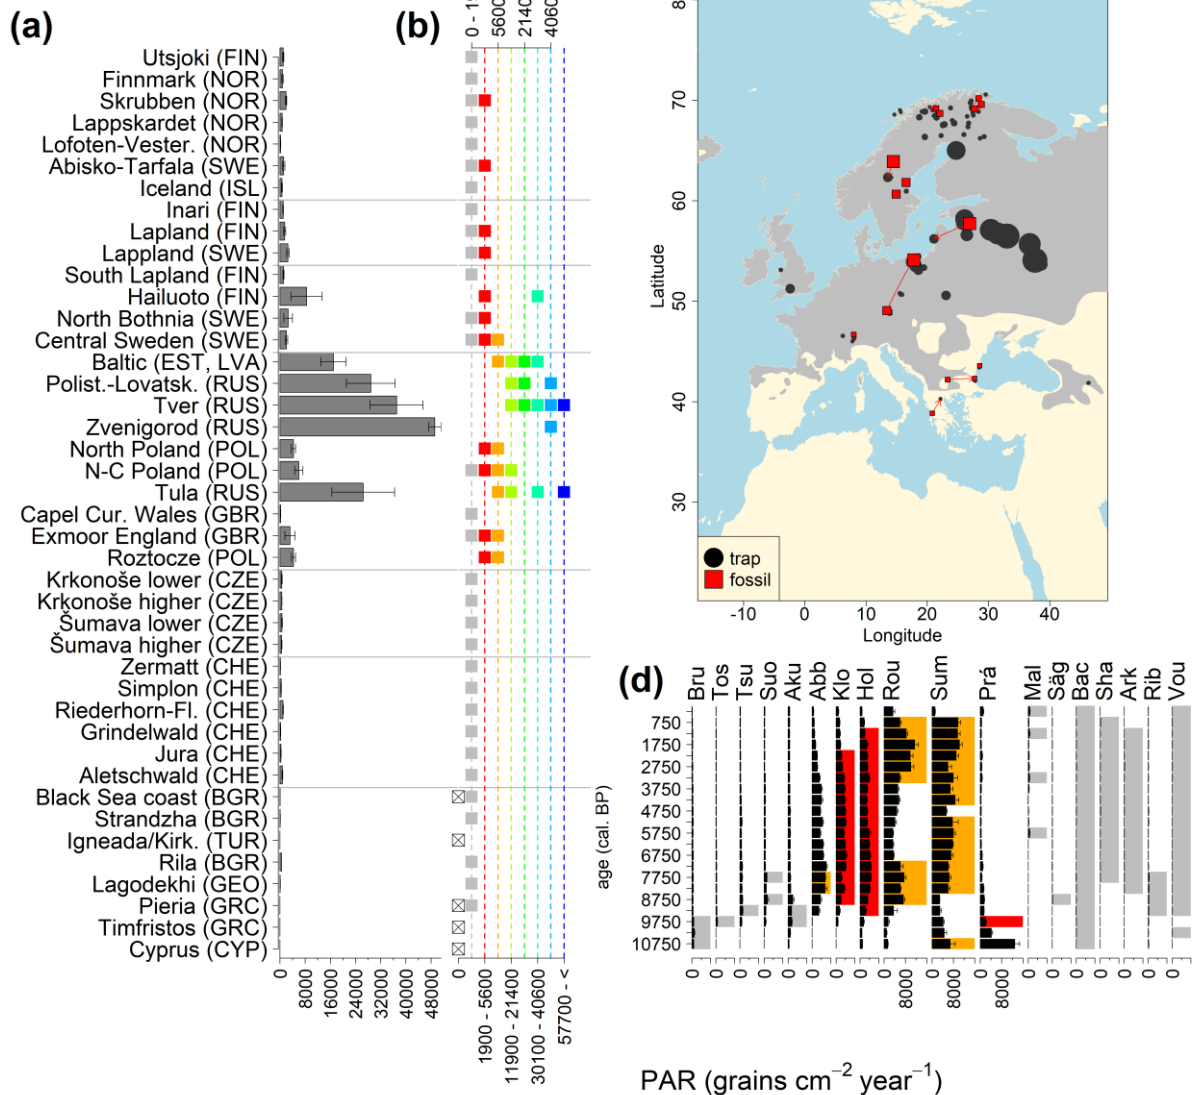 (a)
(b)
0 - 19
5600
21400
40600
Utsjoki (FIN)
Finnmark (NOR)
Skrubben (NOR)
Lappskardet (NOR)
Lofoten-Vester. (NOR)
Abisko-Tarfala (SWE)
Iceland (ISL)
Inari (FIN)
Lapland (FIN)
Lappland (SWE)
South Lapland (FIN)
Hailuoto (FIN)
North Bothnia (SWE)
Central Sweden (SWE)
Baltic (EST, LVA)
Polist.-Lovatsk. (RUS)
Tver (RUS)
Zvenigorod (RUS)
North Poland (POL)
N-C Poland (POL)
Tula (RUS)
Capel Cur. Wales (GBR)
Exmoor England (GBR)
Roztocze (POL)
Krkonoše lower (CZE)
Krkonoše higher (CZE)
Šumava lower (CZE)
Šumava higher (CZE)
Zermatt (CHE)
Simplon (CHE)
Riederhorn-Fl. (CHE)
Grindelwald (CHE)
Jura (CHE)
Aletschwald (CHE)
Black Sea coast (BGR)
Strandzha (BGR)
Igneada/Kirk. (TUR)
Rila (BGR)
Lagodekhi (GEO)
Pieria (GRC)
Timfristos (GRC)
Cyprus (CYP)
0
8000
16000
24000
32000
40000
48000
0
1900 - 5600
11900 - 21400
30100 - 40600
57700 - <
70
60
50
40
30
Latitude
trap
fossil
-10 0 10 20 30 40
Longitude
(d)
Bru Tos Tsu Suo Aku Abb Klo Hol Rou Sum Prá Mal Säg Bac Sha Ark Rib Vou
750
1750
2750
3750
4750
5750
6750
7750
8750
9750
10750
age (cal. BP)
0 0 0 0 0 0 0 0 0 8000 0 8000 0 8000 0 0 0 0 0 0 0
PAR (grains cm−2 year−1)